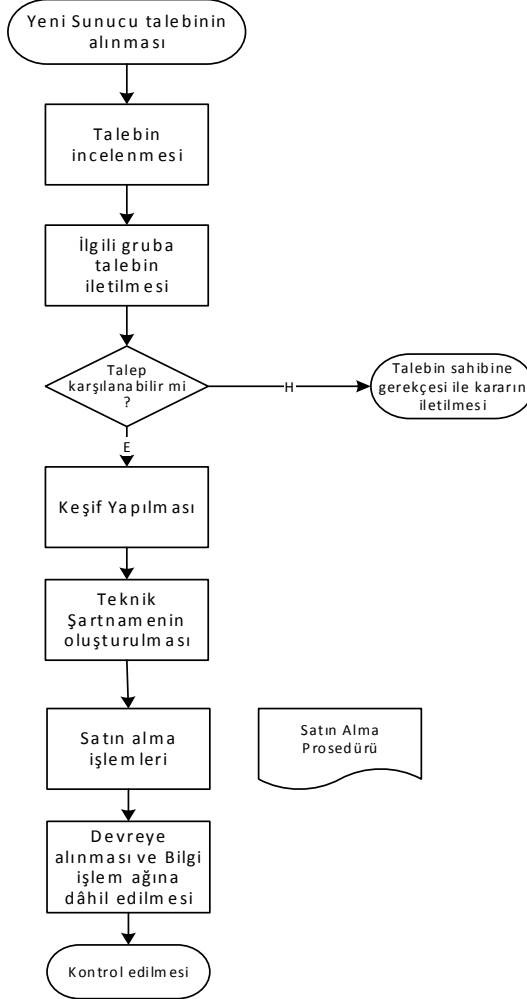 Yeni Sunucu talebinin
alınması
Talebin
incelenmesi
İlgili gruba
talebin
iletilmesi
Talep
karşılanabilir mi
?
H
Talebin sahibine
gerekçesi ile kararın
iletilmesi
E
Keşif Yapılması
Teknik
Şartnamenin
oluşturulması
Satın alma
işlemleri
Satın Alma
Prosedürü
Devreye
alınması ve Bilgi
işlem ağına
dâhil edilmesi
Kontrol edilmesi